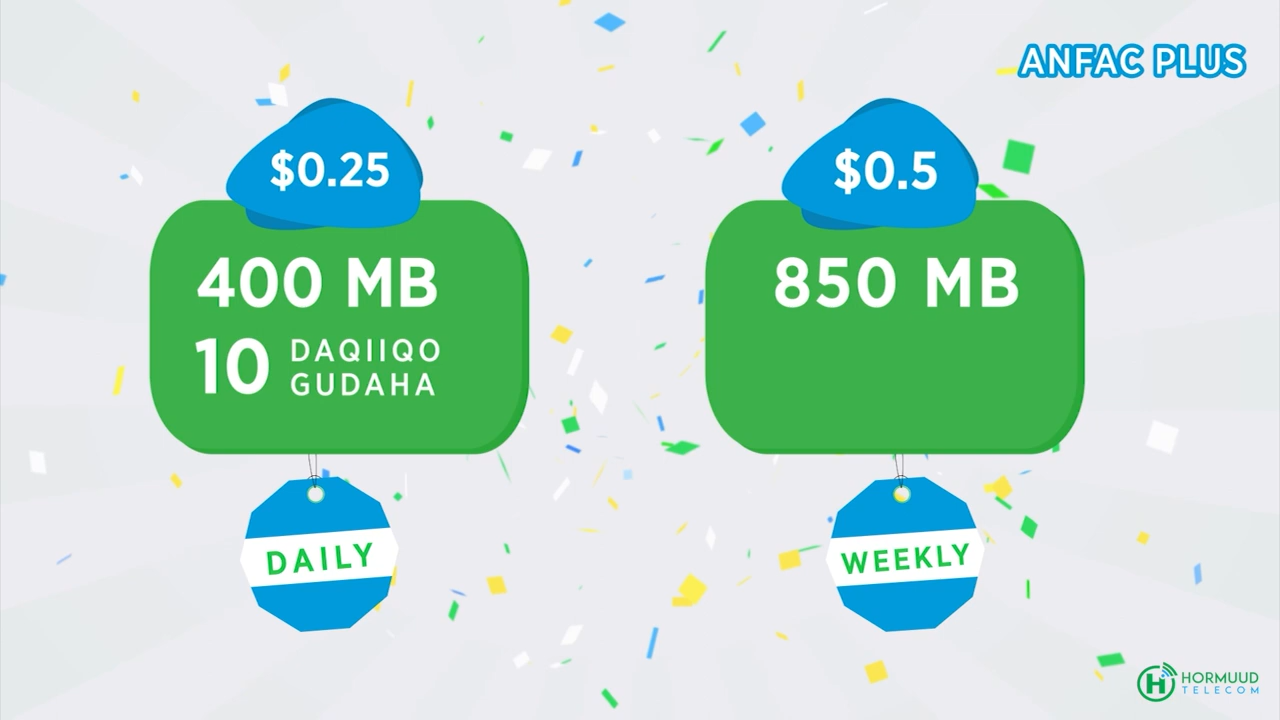 ANFAC PLUS
$0.25
400 MB
10 DAQIIQO
GUDAHA
DAILY
$0.5
850 MB
WEEKLY
HORMUUD
TELECOM